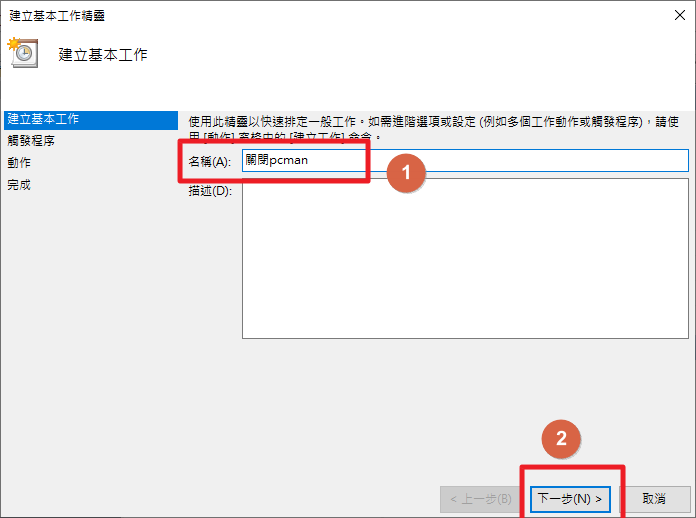 建立基本工作精靈
建立基本工作
建立基本工作
觸發程序
動作
完成
使用此精靈以快速排定一般工作。如需進階選項或設定 (例如多個工作動作或觸發程序)，請使
用 [動作] 窗格中的 [建立工作] 命令。
名稱(A):
關閉pcman
1
描述(D):
2
< 上一步(B)
下一步(N) >
取消